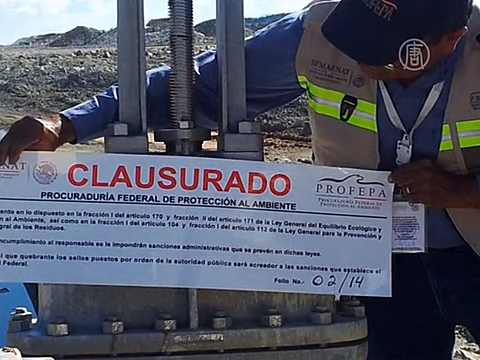 PROFEPA
唐
SEMARNAT
NAT
CLAUSURADO
PROCURADURÍA FEDERAL DE PROTECCIÓN AL AMBIENTE
PROFEPA
PROCURADURÍA FEDERAL DE
PROTECCIÓN AL AMBIENTE
en lo dispuesto en la fracción I del artículo 170 y fracción II del artículo 171 de la Ley General del Equilibrio Ecológico y
n al Ambiente, así como en la fracción I del artículo 104 y fracción I del artículo 112 de la Ley General para la Prevención y
gral de los Residuos.
ncumplimiento al responsable se le impondrán sanciones administrativas que se prevén en dichas leyes.
l que quebrante los sellos puestos por orden de la autoridad pública será acreedor a las sanciones que establece el
l Federal.
Folio No.- 02/14